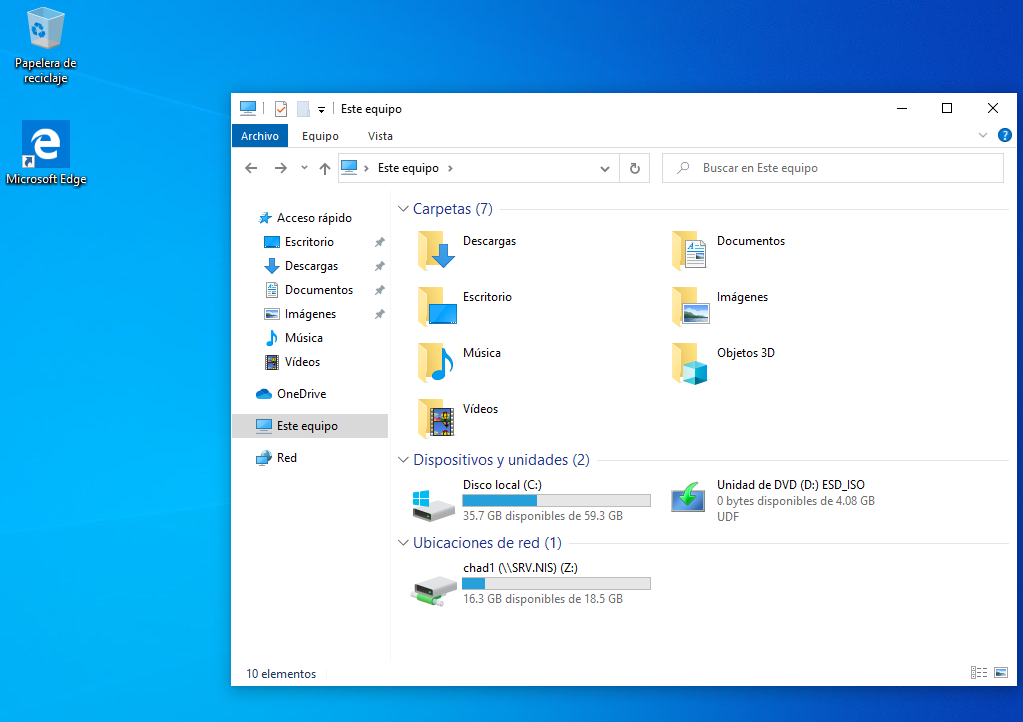 Papelera de
reciclaje
Microsoft Edge
Este equipo
Archivo Equipo Vista
Este equipo
Buscar en Este equipo
Acceso rápido
Escritorio
Descargas
Documentos
Imágenes
Música
Vídeos
OneDrive
Este equipo
Red
Carpetas (7)
Descargas
Documentos
Escritorio
Imágenes
Música
Objetos 3D
Vídeos
Dispositivos y unidades (2)
Disco local (C:)
35.7 GB disponibles de 59.3 GB
Unidad de DVD (D:) ESD_ISO
0 bytes disponibles de 4.08 GB
UDF
Ubicaciones de red (1)
chad1 (\\SRV.NIS) (Z:)
16.3 GB disponibles de 18.5 GB
10 elementos